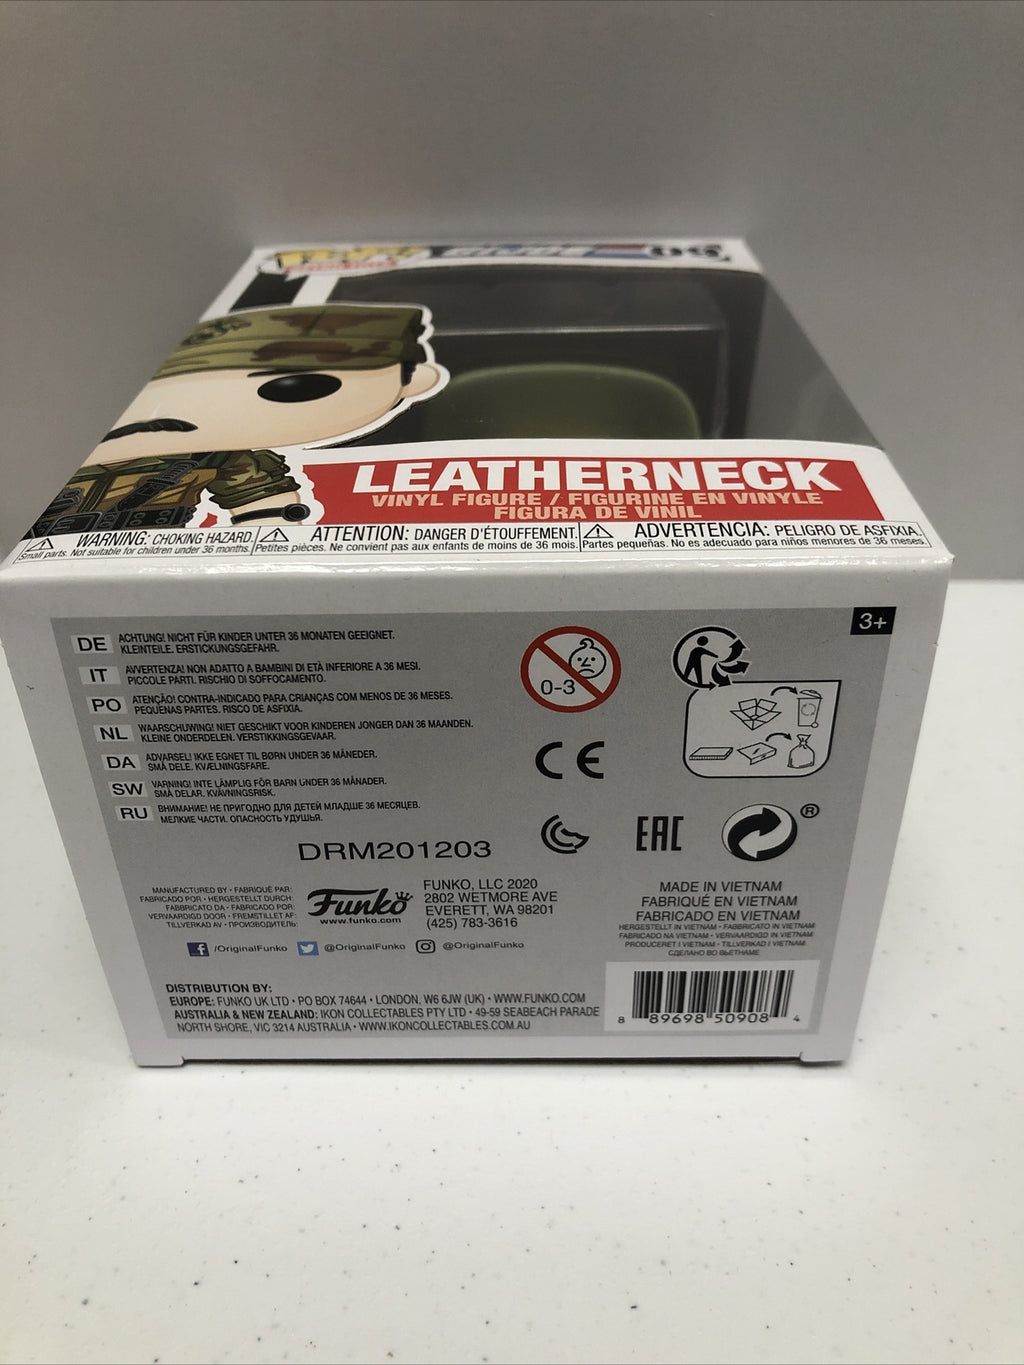 LEATHERNECK
VINYL FIGURE / FIGURINE EN VINYLE
FIGURA DE VINIL
WARNING: CHOKING HAZARD.
Small parts. Not suitable for children under 36 months.
ATTENTION: DANGER D'ÉTOUFFEMENT.
Petites pièces. Ne convient pas aux enfants de moins de 36 mois.
ADVERTENCIA: PELIGRO DE ASFIXIA.
Partes pequeñas. No es adecuado para niños menores de 36 meses.
3+
DE ACHTUNG! NICHT FÜR KINDER UNTER 36 MONATEN GEEIGNET.
KLEINTEILE. ERSTICKUNGSGEFAHR.
IT AVVERTENZA! NON ADATTO A BAMBINI DI ETÀ INFERIORE A 36 MESI.
PICCOLE PARTI. RISCHIO DI SOFFOCAMENTO.
PO ATENÇÃO! CONTRA-INDICADO PARA CRIANÇAS COM MENOS DE 36 MESES.
PEQUENAS PARTES. RISCO DE ASFIXIA.
NL WAARSCHUWING! NIET GESCHIKT VOOR KINDEREN JONGER DAN 36 MAANDEN.
KLEINE ONDERDELEN. VERSTIKKINGSGEVAAR.
DA ADVARSEL! IKKE EGNET TIL BØRN UNDER 36 MÅNEDER.
SMÅ DELE. KVÆLNINGSFARE.
SW VARNING! INTE LÄMPLIG FÖR BARN UNDER 36 MÅNADER.
SMÅ DELAR. KVÄVNINGSRISK.
RU ВНИМАНИЕ! НЕ ПРИГОДНО ДЛЯ ДЕТЕЙ МЛАДШЕ 36 МЕСЯЦЕВ.
МЕЛКИЕ ЧАСТИ. ОПАСНОСТЬ УДУШЬЯ.
0-3
CE
EAC
®
DRM201203
MANUFACTURED BY • FABRIQUÉ PAR:
FABRICADO POR • HERGESTELLT DURCH:
FABBRICATO DA • FABRICADO POR:
VERVAARDIGD DOOR • FREMSTILLET AF:
TILLVERKAD AV • ПРОИЗВОДИТЕЛЬ:
Funko
www.funko.com
FUNKO, LLC 2020
2802 WETMORE AVE
EVERETT, WA 98201
(425) 783-3616
/OriginalFunko
@OriginalFunko
@OriginalFunko
MADE IN VIETNAM
FABRIQUÉ EN VIETNAM
FABRICADO EN VIETNAM
HERGESTELLT IN VIETNAM • FABBRICATO IN VIETNAM
FABRICADO NA VIETNAM • VERVAARDIGD IN VIETNAM
PRODUCERET I VIETNAM • TILLVERKAD I VIETNAM
СДЕЛАНО ВО ВЬЕТНАМЕ
DISTRIBUTION BY:
EUROPE: FUNKO UK LTD • PO BOX 74644 • LONDON, W6 6JW (UK) • WWW.FUNKO.COM
AUSTRALIA & NEW ZEALAND: IKON COLLECTABLES PTY LTD • 49-59 SEABEACH PARADE
NORTH SHORE, VIC 3214 AUSTRALIA • WWW.IKONCOLLECTABLES.COM.AU
8 89698 50908 4